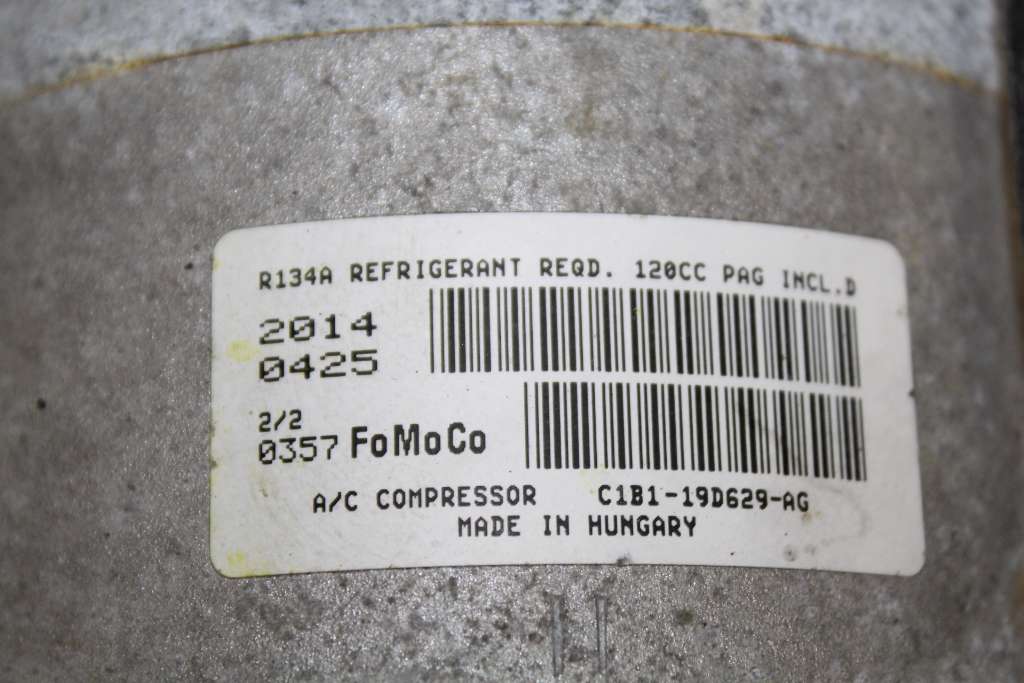 R134A REFRIGERANT REQD. 120CC PAG INCL.D
2014
0425
2/2
0357 FoMoCo
A/C COMPRESSOR C1B1-19D629-AG
MADE IN HUNGARY